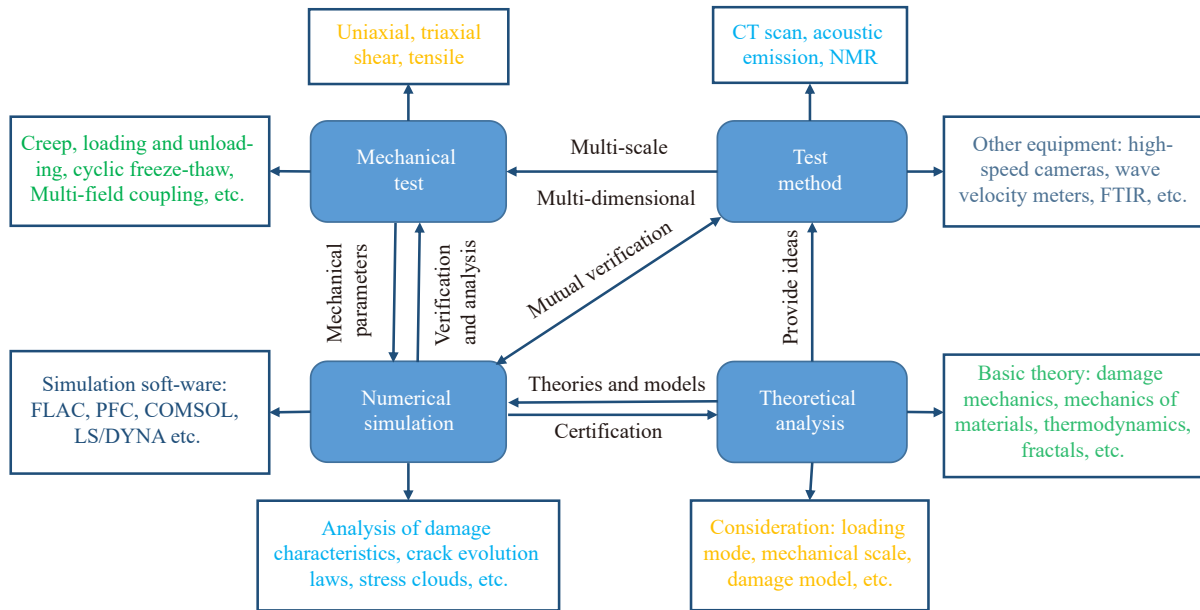 Uniaxial, triaxial
shear, tensile
CT scan, acoustic
emission, NMR
Creep, loading and unload-
ing, cyclic freeze-thaw,
Multi-field coupling, etc.
Mechanical
test
Multi-scale
Multi-dimensional
Test
method
Other equipment: high-
speed cameras, wave
velocity meters, FTIR, etc.
Mechanical
parameters
Verification
and analysis
Mutual verification
Provide ideas
Simulation soft-ware:
FLAC, PFC, COMSOL,
LS/DYNA etc.
Numerical
simulation
Theories and models
Certification
Theoretical
analysis
Basic theory: damage
mechanics, mechanics of
materials, thermodynamics,
fractals, etc.
Analysis of damage
characteristics, crack evolution
laws, stress clouds, etc.
Consideration: loading
mode, mechanical scale,
damage model, etc.